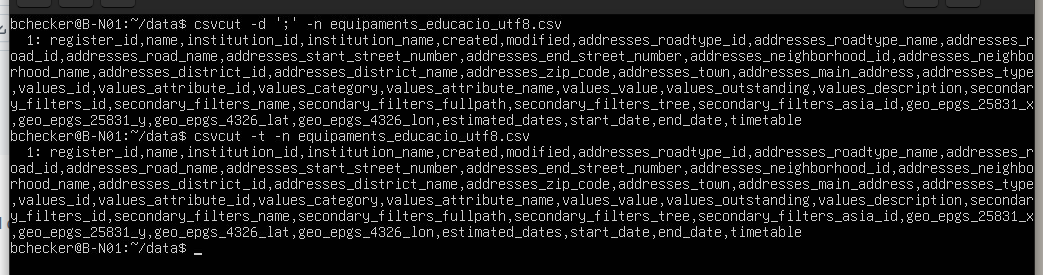 bchecker@B-N01:~/data$ csvcut -d ';' -n equipaments_educacio_utf8.csv
1: register_id,name,institution_id,institution_name,created,modified,addresses_roadtype_id,addresses_roadtype_name,addresses_r
oad_id,addresses_road_name,addresses_start_street_number,addresses_end_street_number,addresses_neighborhood_id,addresses_neighbo
rhood_name,addresses_district_id,addresses_district_name,addresses_zip_code,addresses_town,addresses_main_address,addresses_type
,values_id,values_attribute_id,values_category,values_attribute_name,values_value,values_outstanding,values_description,secondar
y_filters_id,secondary_filters_name,secondary_filters_fullpath,secondary_filters_tree,secondary_filters_asia_id,geo_epgs_25831_x
,geo_epgs_25831_y,geo_epgs_4326_lat,geo_epgs_4326_lon,estimated_dates,start_date,end_date,timetable
bchecker@B-N01:~/data$ csvcut -t -n equipaments_educacio_utf8.csv
1: register_id,name,institution_id,institution_name,created,modified,addresses_roadtype_id,addresses_roadtype_name,addresses_r
oad_id,addresses_road_name,addresses_start_street_number,addresses_end_street_number,addresses_neighborhood_id,addresses_neighbo
rhood_name,addresses_district_id,addresses_district_name,addresses_zip_code,addresses_town,addresses_main_address,addresses_type
,values_id,values_attribute_id,values_category,values_attribute_name,values_value,values_outstanding,values_description,secondar
y_filters_id,secondary_filters_name,secondary_filters_fullpath,secondary_filters_tree,secondary_filters_asia_id,geo_epgs_25831_x
,geo_epgs_25831_y,geo_epgs_4326_lat,geo_epgs_4326_lon,estimated_dates,start_date,end_date,timetable
bchecker@B-N01:~/data$ _